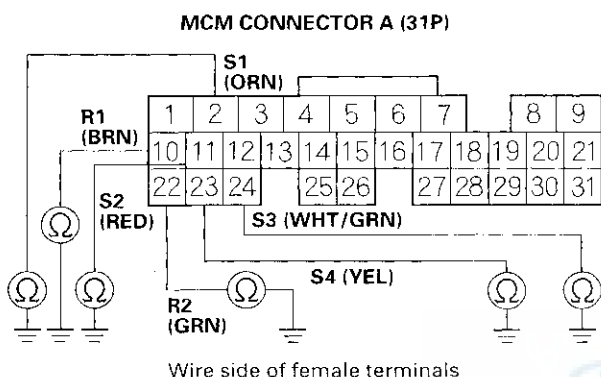 MCM CONNECTOR A (31P)
S1
(ORN)
1 2 3 4 5 6 7 8 9
R1
(BRN)
10 11 12 13 14 15 16 17 18 19 20 21
22 23 24 25 26 27 28 29 30 31
S2
(RED)
S3 (WHT/GRN)
S4 (YEL)
Ω Ω Ω Ω Ω Ω
R2
(GRN)
Wire side of female terminals